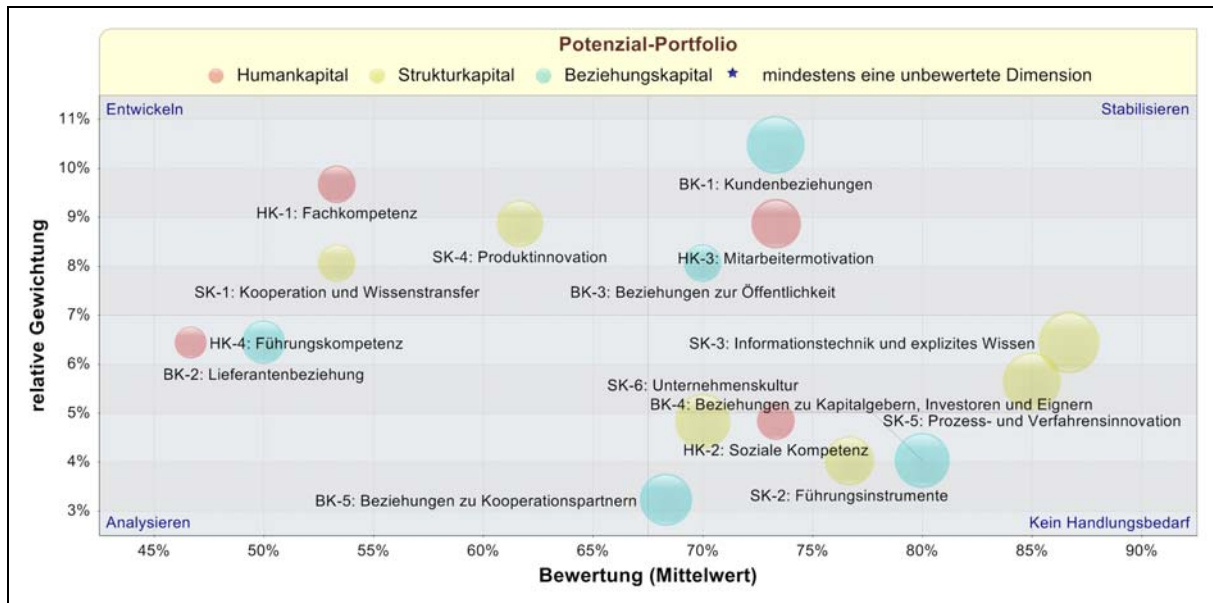 Potenzial-Portfolio
Humankapital Strukturkapital Beziehungskapital mindestens eine unbewertete Dimension
Entwickeln Stabilisieren
relative Gewichtung
11%
10%
9%
8%
7%
6%
5%
4%
3%
BK-1: Kundenbeziehungen
HK-1: Fachkompetenz
SK-4: Produktinnovation
HK-3: Mitarbeitermotivation
SK-1: Kooperation und Wissenstransfer
BK-3: Beziehungen zur Öffentlichkeit
HK-4: Führungskompetenz
SK-3: Informationstechnik und explizites Wissen
BK-2: Lieferantenbeziehung
SK-6: Unternehmenskultur
BK-4: Beziehungen zu Kapitalgebern, Investoren und Eignern
SK-5: Prozess- und Verfahrensinnovation
HK-2: Soziale Kompetenz
BK-5: Beziehungen zu Kooperationspartnern
SK-2: Führungsinstrumente
Analysieren Kein Handlungsbedarf
45% 50% 55% 60% 65% 70% 75% 80% 85% 90%
Bewertung (Mittelwert)